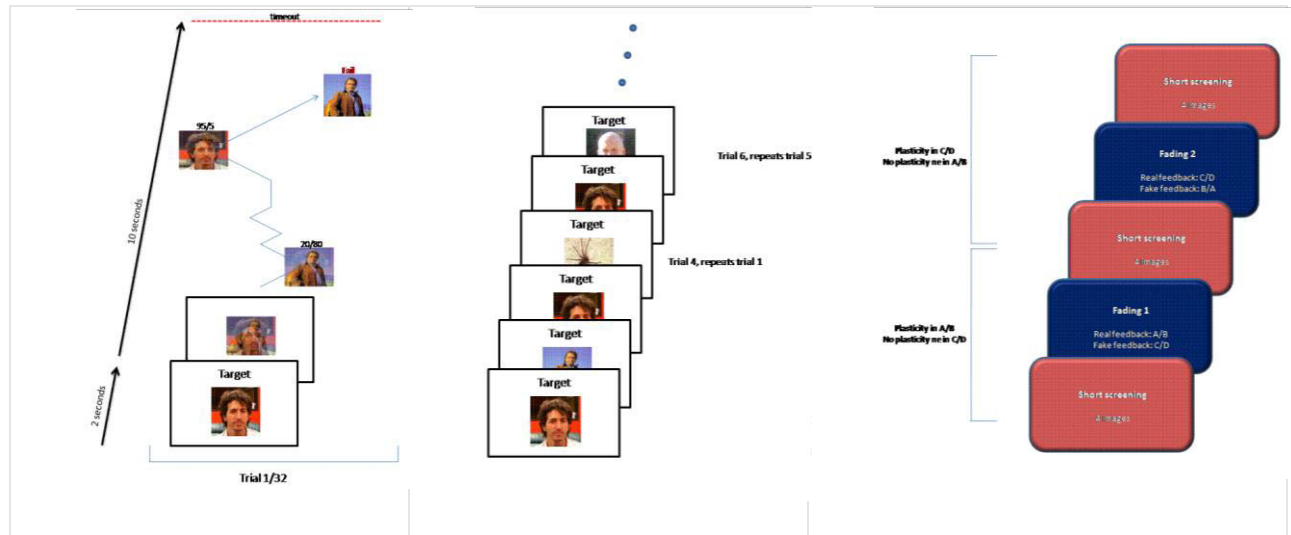 timeout
Fail
95/5
20/80
10 seconds
2 seconds
Target
Trial 1/32
Target
Target
Target
Target
Target
Target
Trial 6, repeats trial 5
Trial 4, repeats trial 1
Plasticity in C/D
No plasticity ne in A/B
Plasticity in A/B
No plasticity ne in C/D
Short screening
4 images
Fading 2
Real feedback: C/D
Fake feedback: B/A
Short screening
4 images
Fading 1
Real feedback: A/B
Fake feedback: C/D
Short screening
4 images